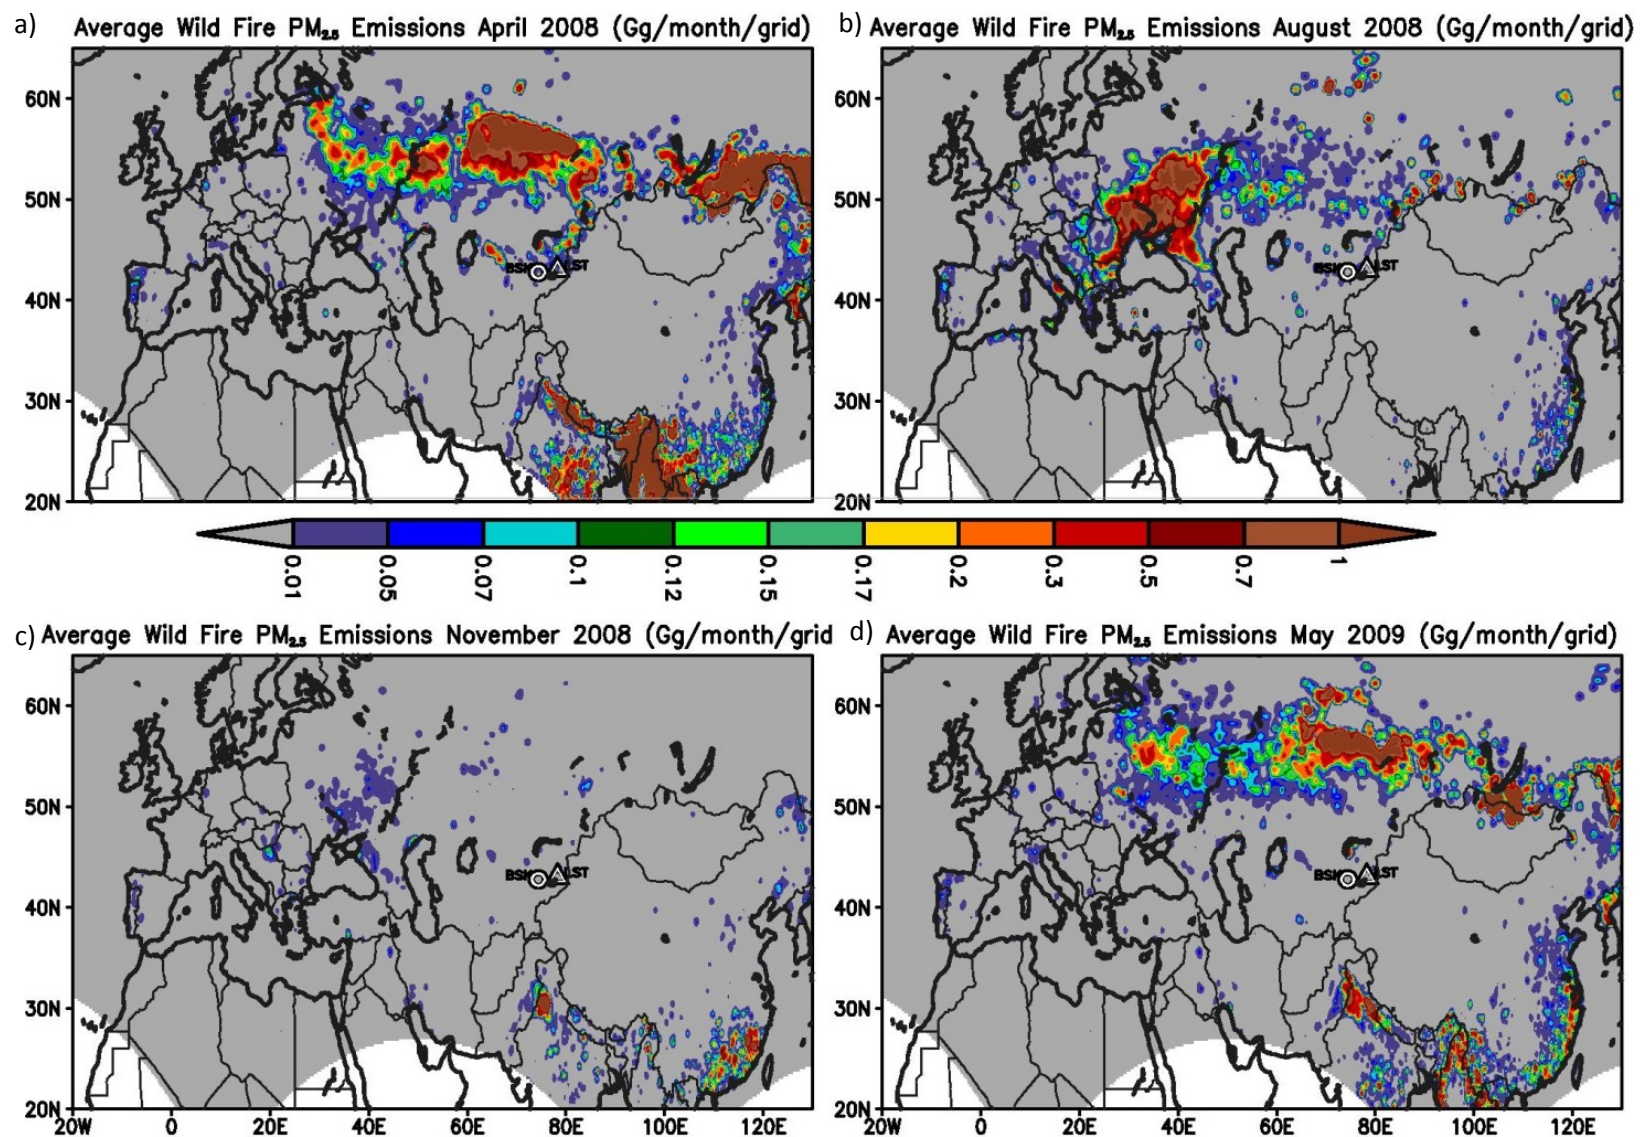 a) Average Wild Fire PM2.5 Emissions April 2008 (Gg/month/grid)
b) Average Wild Fire PM2.5 Emissions August 2008 (Gg/month/grid)
60N
50N
40N
30N
20N
BSK
LST
60N
50N
40N
30N
20N
BSK
LST
0.01 0.05 0.07 0.1 0.12 0.15 0.17 0.2 0.3 0.5 0.7 1
c) Average Wild Fire PM2.5 Emissions November 2008 (Gg/month/grid
d) Average Wild Fire PM2.5 Emissions May 2009 (Gg/month/grid)
60N
50N
40N
30N
20N
BSK
LST
20W 0 20E 40E 60E 80E 100E 120E
60N
50N
40N
30N
20N
BSK
LST
20W 0 20E 40E 60E 80E 100E 120E